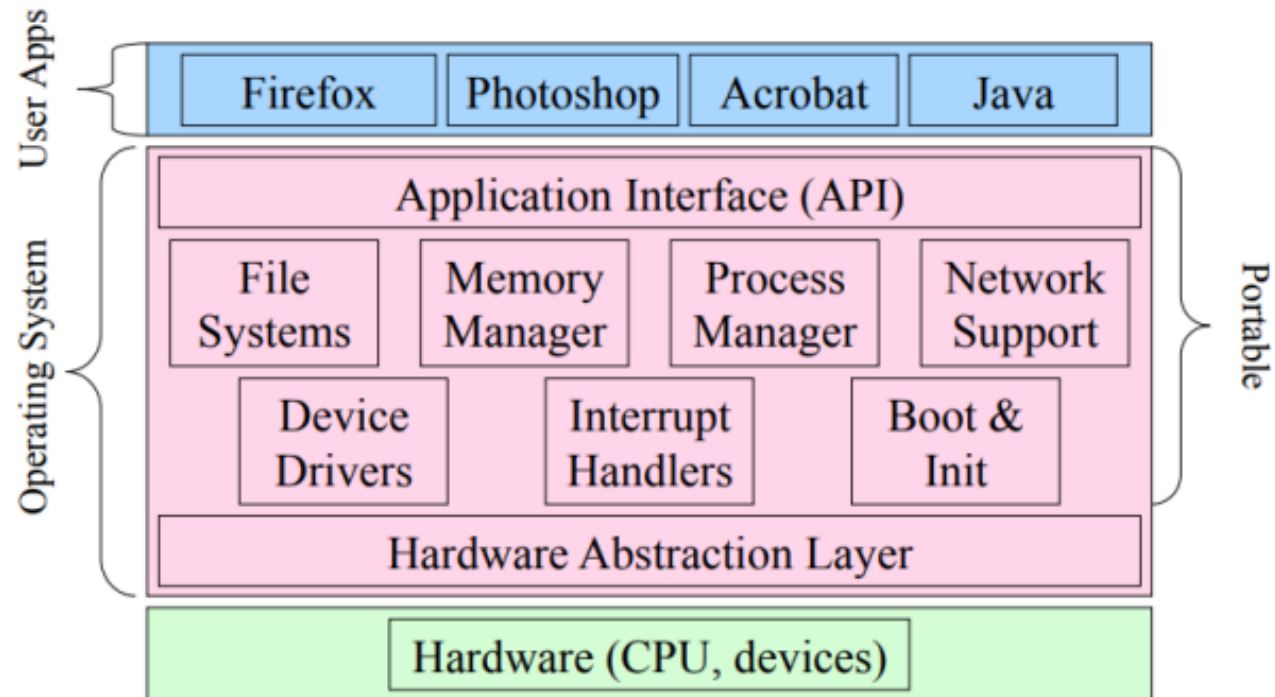 User Apps
Firefox
Photoshop
Acrobat
Java
Operating System
Application Interface (API)
File
Systems
Memory
Manager
Process
Manager
Network
Support
Device
Drivers
Interrupt
Handlers
Boot &
Init
Hardware Abstraction Layer
Portable
Hardware (CPU, devices)